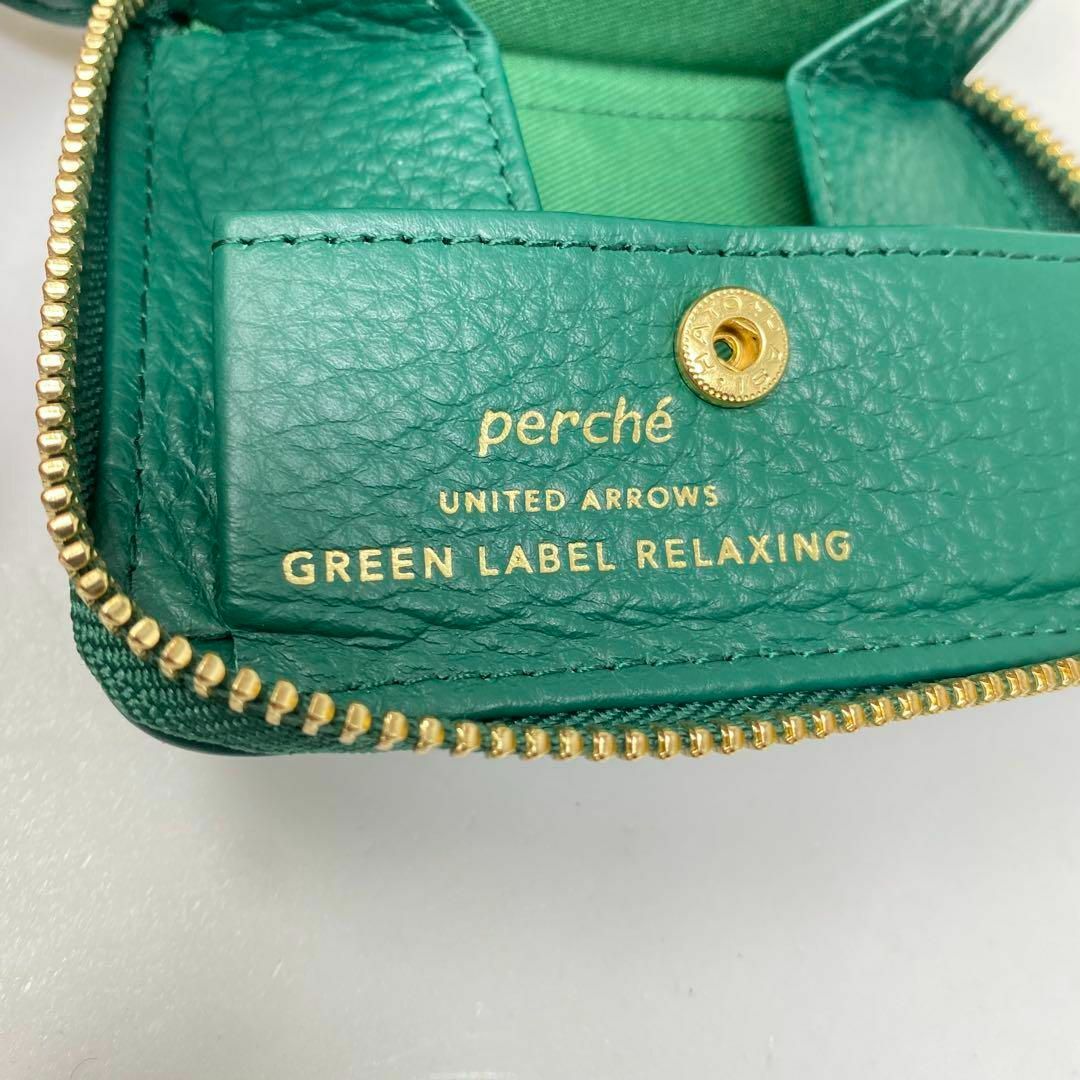 perché
UNITED ARROWS
GREEN LABEL RELAXING